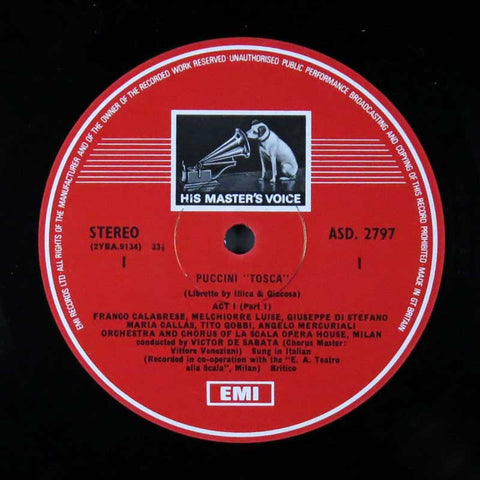 EMI RECORDS LTD ALL RIGHTS OF THE MANUFACTURER AND OF THE OWNER OF THE RECORDED WORK RESERVED · UNAUTHORISED PUBLIC PERFORMANCE BROADCASTING AND COPYING OF THIS RECORD PROHIBITED MADE IN GT BRITAIN
HIS MASTER'S VOICE
STEREO
ASD. 2797
(2YBA.9134) 33⅓
I
I
PUCCINI "TOSCA"
(Libretto by Illica & Giacosa)
ACT I (Part 1)
FRANCO CALABRESE, MELCHIORRE LUISE, GIUSEPPE DI STEFANO
MARIA CALLAS, TITO GOBBI, ANGELO MERCURIALI
ORCHESTRA AND CHORUS OF LA SCALA OPERA HOUSE, MILAN
conducted by VICTOR DE SABATA (Chorus Master:
Vittore Veneziani) Sung in Italian
(Recorded in co-operation with the "E. A. Teatro
alla Scala", Milan) Britico
EMI